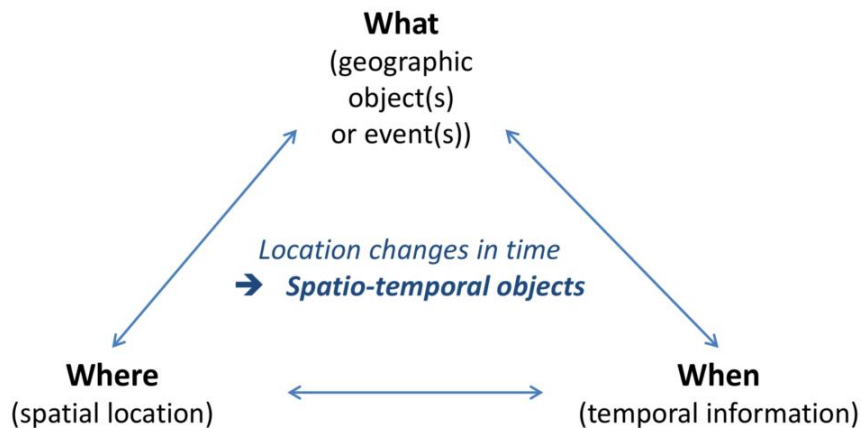 What
(geographic
object(s)
or event(s))
Location changes in time
➔ Spatio-temporal objects
Where
(spatial location)
When
(temporal information)